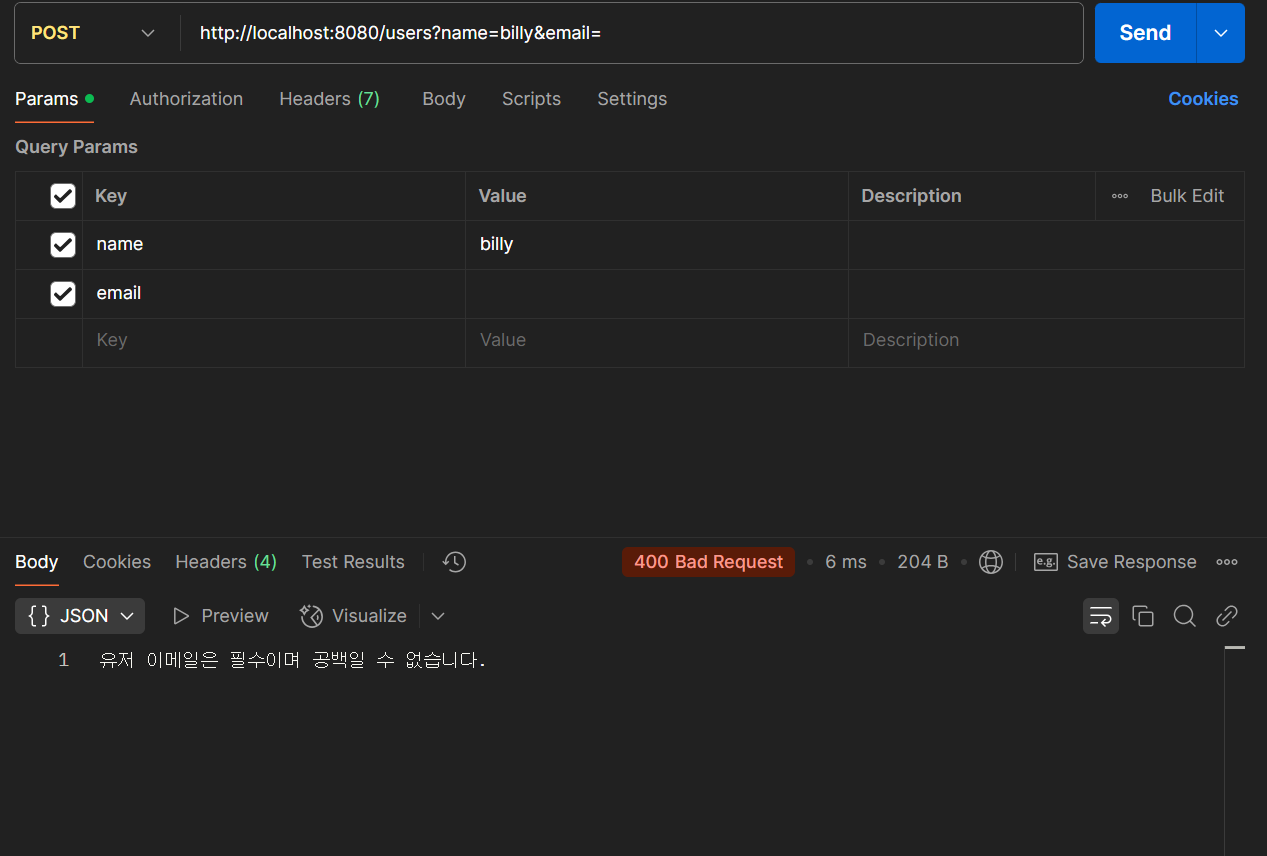 POST http://localhost:8080/users?name=billy&email= Send
Params Authorization Headers (7) Body Scripts Settings Cookies
Query Params
Key Value Description Bulk Edit
name billy
email
Key Value Description
Body Cookies Headers (4) Test Results 400 Bad Request 6 ms 204 B e.g. Save Response
{} JSON Preview Visualize
1 유저 이메일은 필수이며 공백일 수 없습니다.